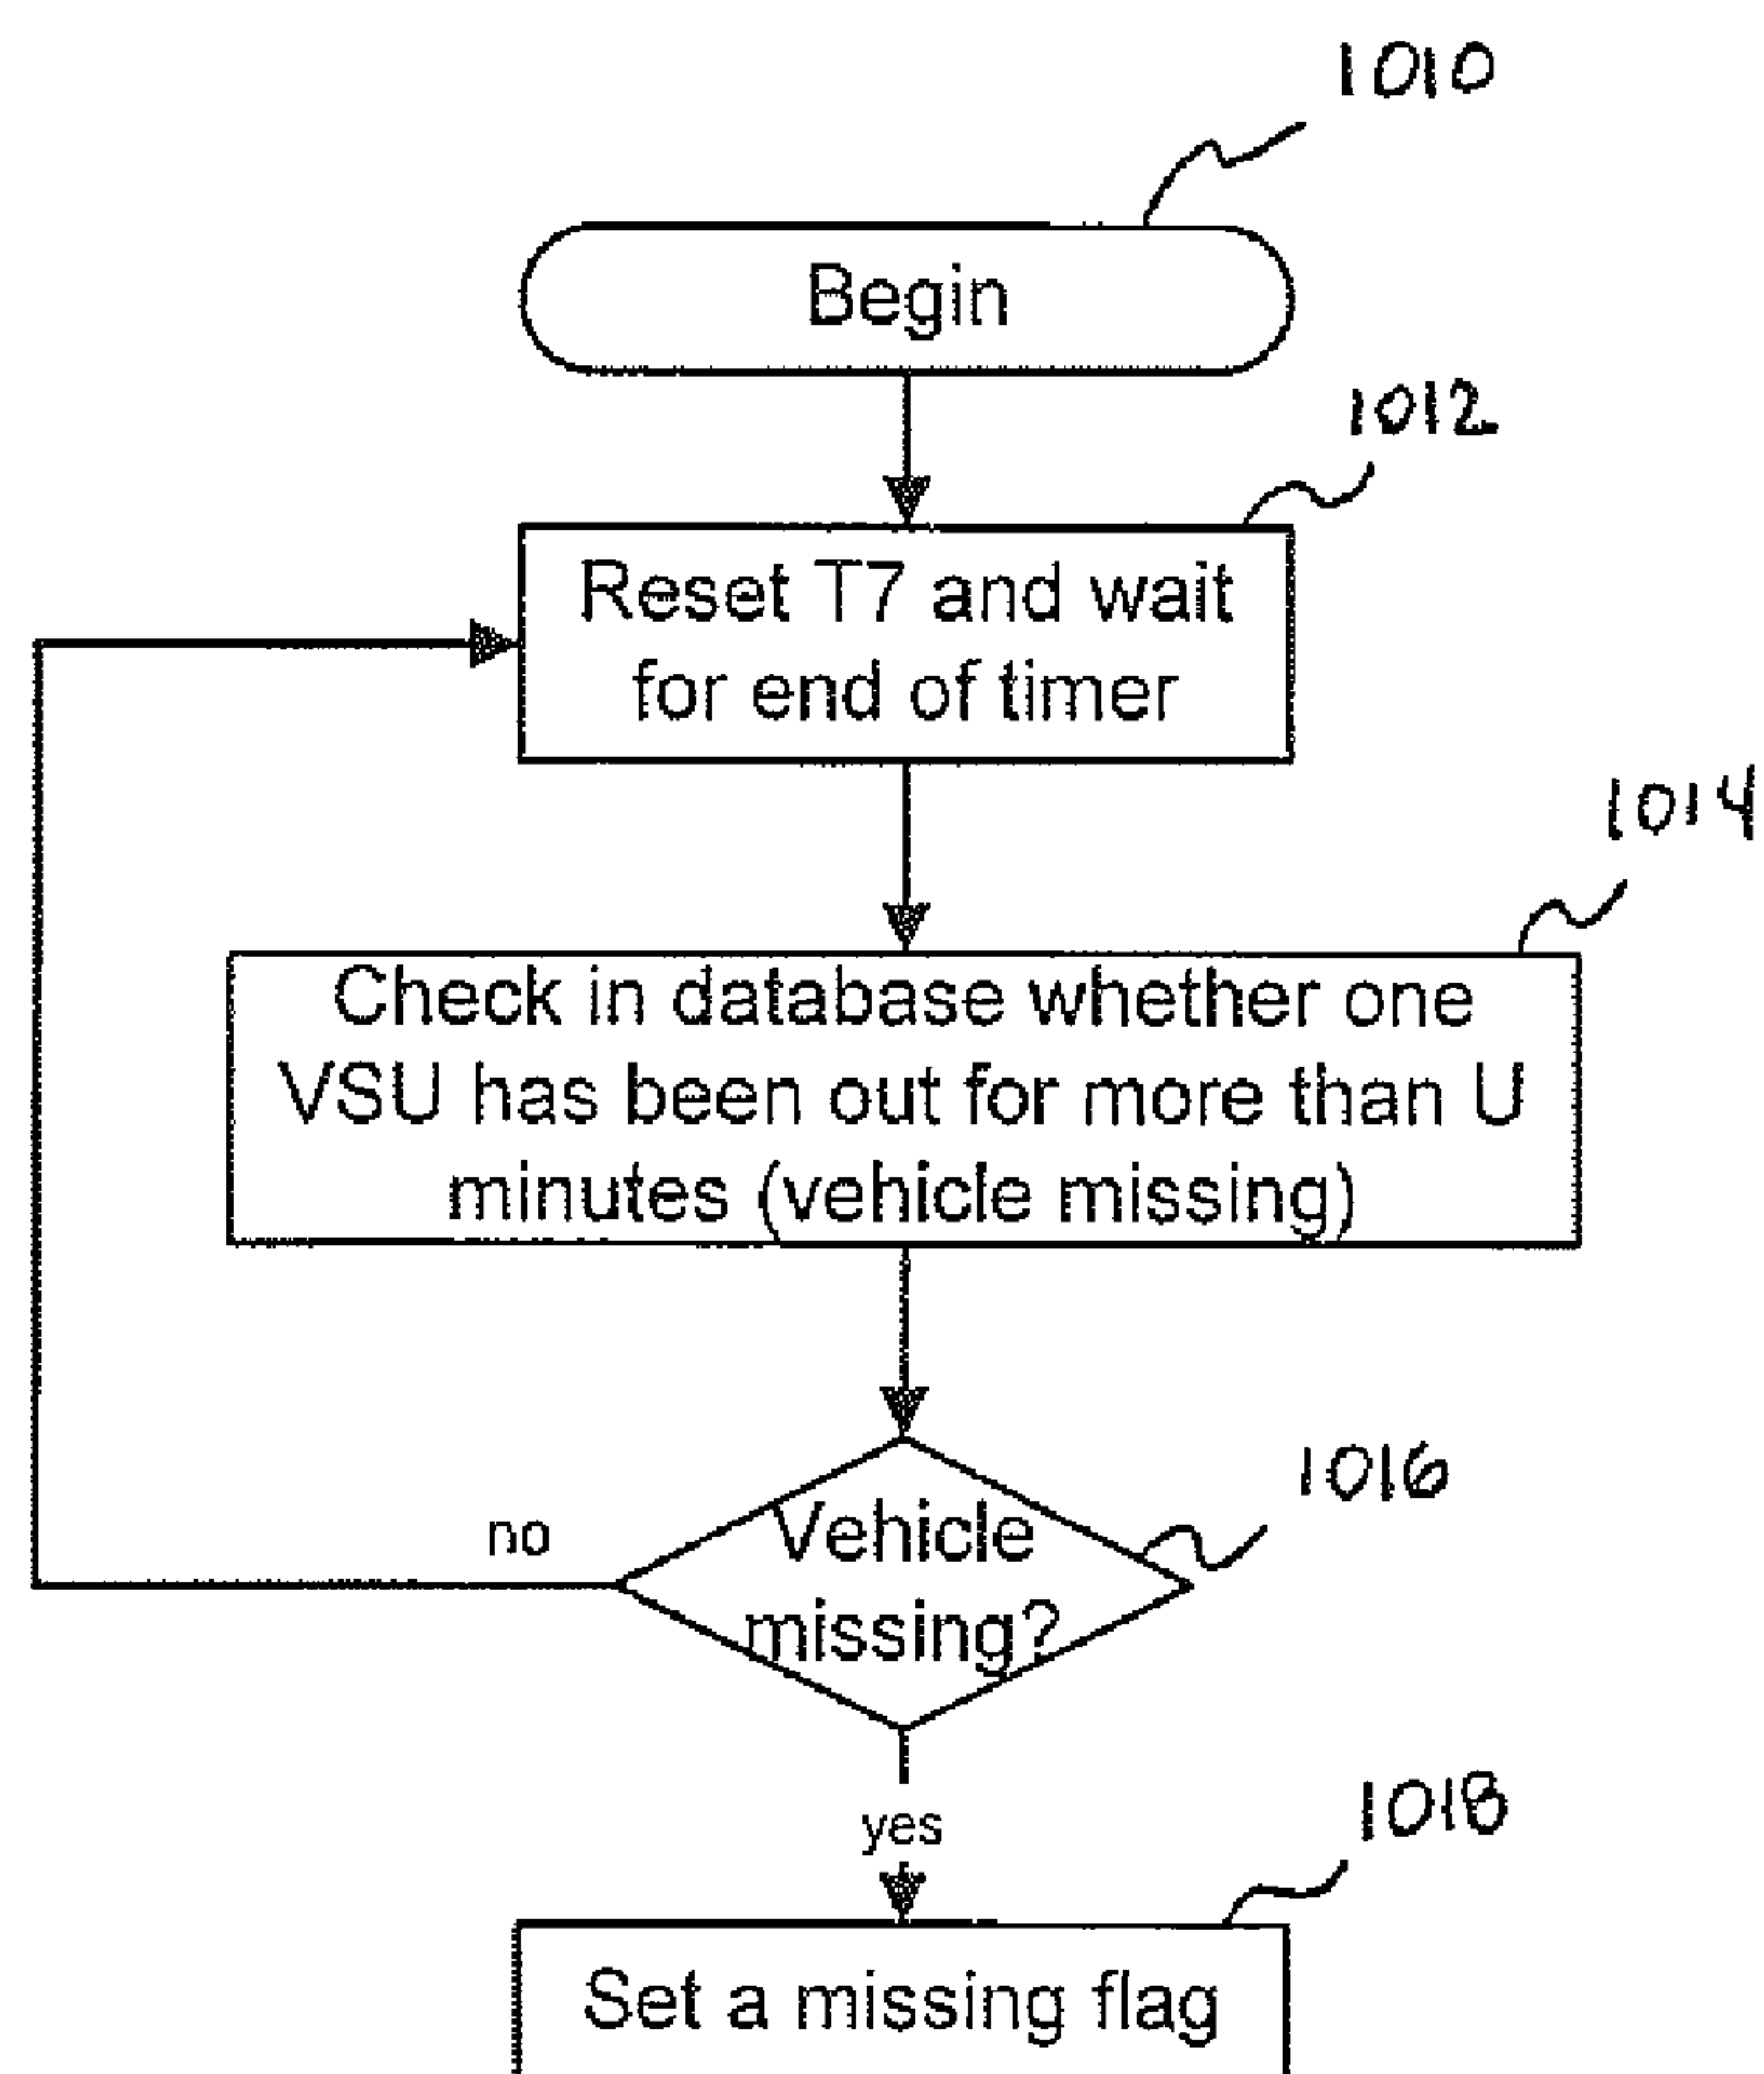 1010
Begin
1012
Reset T7 and wait
for end of timer
1014
Check in database whether one
VSU has been out for more than U
minutes (vehicle missing)
1016
no
Vehicle
missing?
yes
1018
Set a missing flag